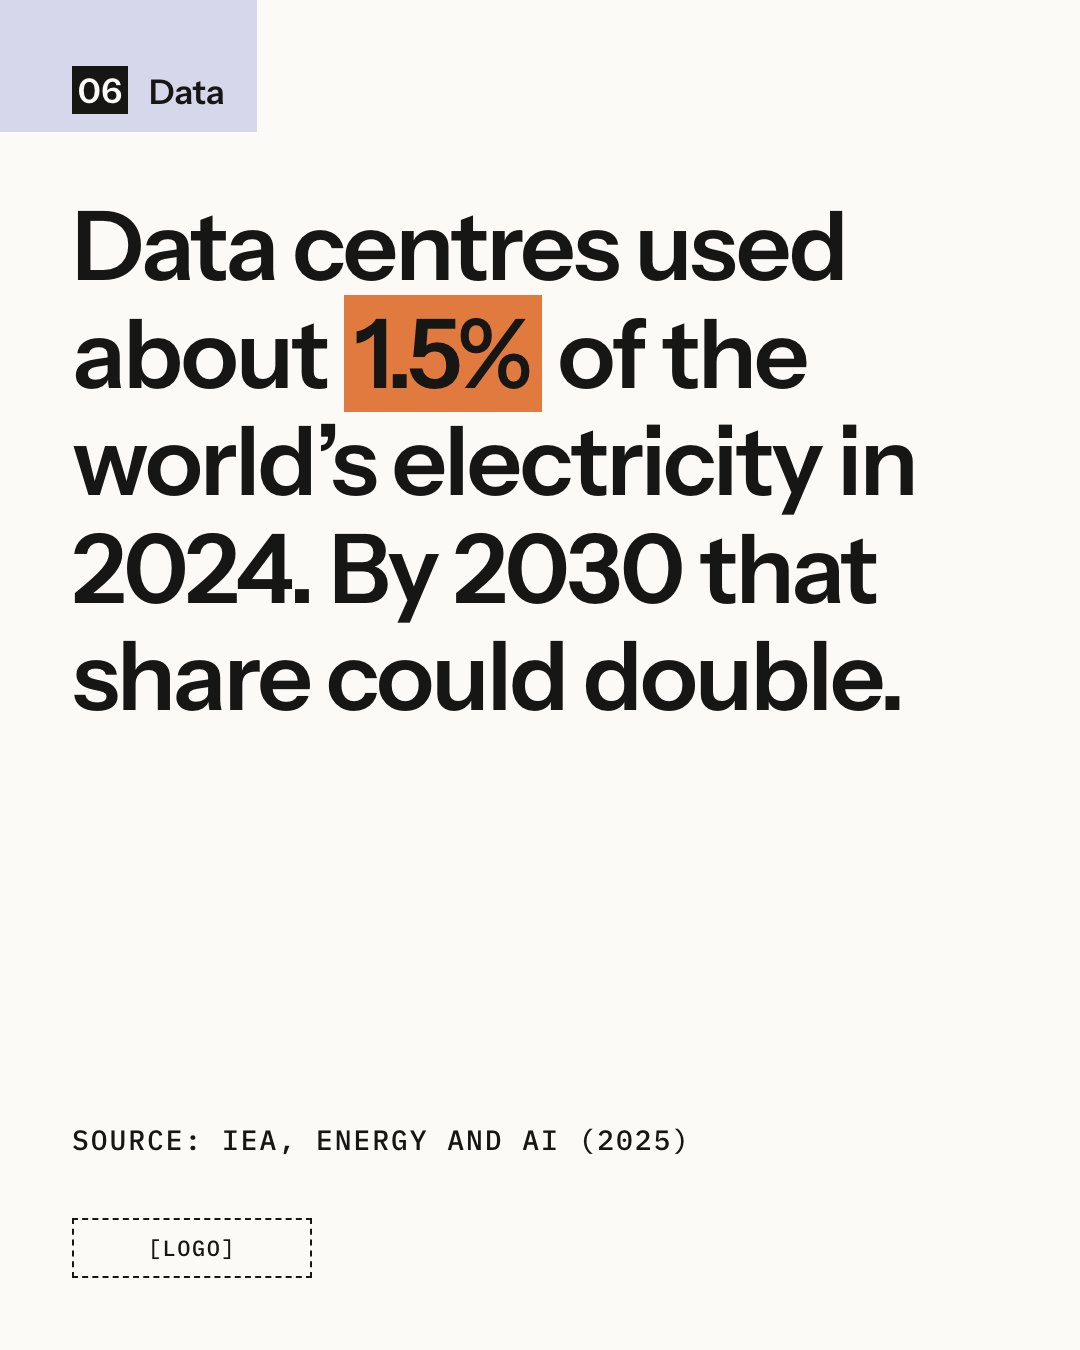 06 Data
Data centres used
about 1.5% of the
world’s electricity in
2024. By 2030 that
share could double.
SOURCE: IEA, ENERGY AND AI (2025)
[LOGO]